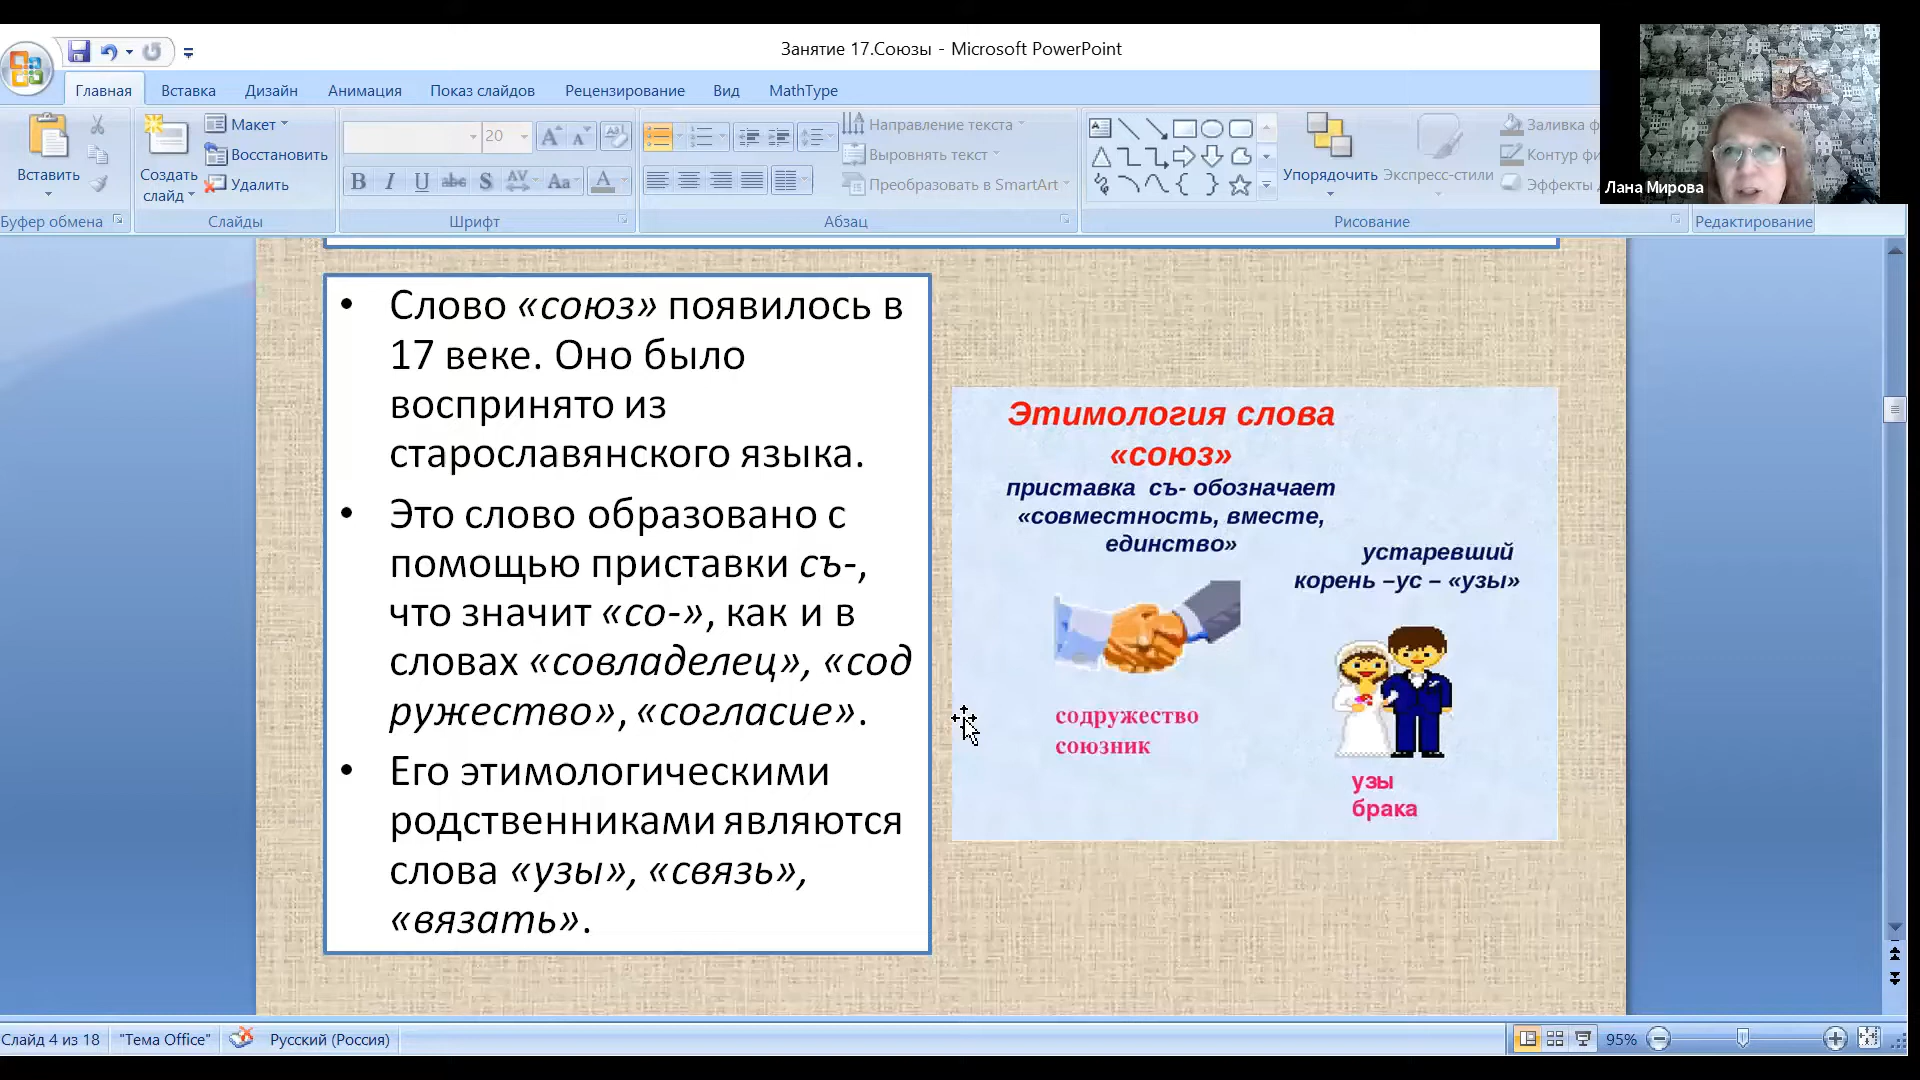 Занятие 17.Союзы - Microsoft PowerPoint
Главная Вставка Дизайн Анимация Показ слайдов Рецензирование Вид MathType
Вставить
Буфер обмена
Создать слайд
Макет
Восстановить
Удалить
Слайды
20
Шрифт
Направление текста
Выровнять текст
Преобразовать в SmartArt
Абзац
Упорядочить
Экспресс-стили
Заливка ф
Контур фи
Эффекты
Рисование
Редактирование
Лана Мирова
• Слово «союз» появилось в
17 веке. Оно было
воспринято из
старославянского языка.
• Это слово образовано с
помощью приставки съ-,
что значит «со-», как и в
словах «совладелец», «сод
ружество», «согласие».
• Его этимологическими
родственниками являются
слова «узы», «связь»,
«вязать».
Этимология слова
«союз»
приставка съ- обозначает
«совместность, вместе,
единство»
устаревший
корень –ус – «узы»
содружество
союзник
узы
брака
Слайд 4 из 18 "Тема Office" Русский (Россия) 95%